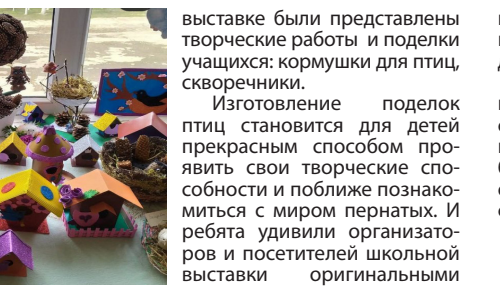 выставке были представлены
творческие работы и поделки
учащихся: кормушки для птиц,
скворечники.
Изготовление поделок
птиц становится для детей
прекрасным способом про-
явить свои творческие спо-
собности и поближе познако-
миться с миром пернатых. И
ребята удивили организато-
ров и посетителей школьной
выставки оригинальными